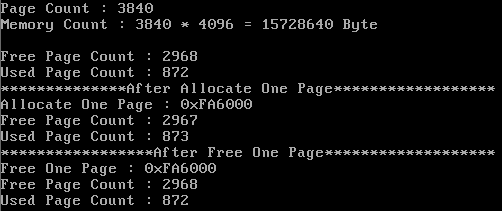 Page Count : 3840
Memory Count : 3840 * 4096 = 15728640 Byte
Free Page Count : 2968
Used Page Count : 872
**************After Allocate One Page******************
Allocate One Page : 0xFA6000
Free Page Count : 2967
Used Page Count : 873
*****************After Free One Page*******************
Free One Page : 0xFA6000
Free Page Count : 2968
Used Page Count : 872